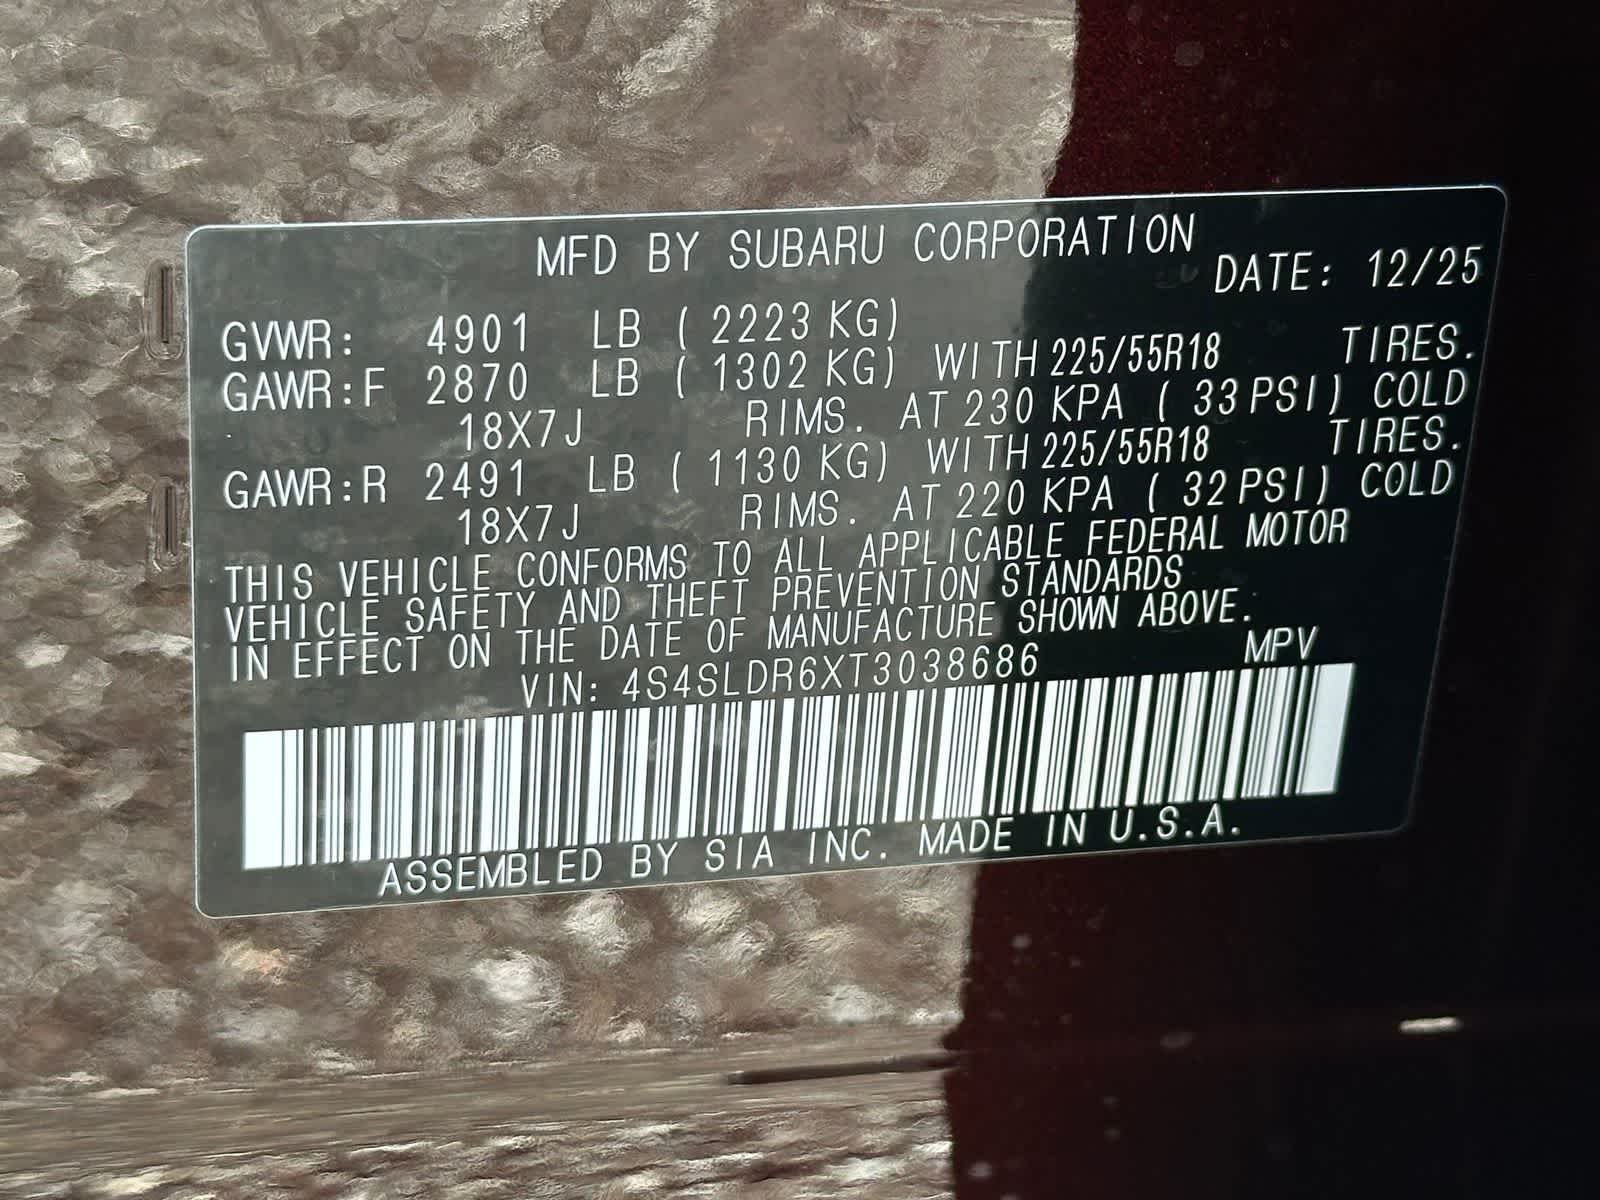 MFD BY SUBARU CORPORATION
DATE: 12/25
GVWR: 4901 LB ( 2223 KG)
GAWR:F 2870 LB ( 1302 KG) WITH 225/55R18 TIRES.
18X7J RIMS. AT 230 KPA ( 33 PSI) COLD
GAWR:R 2491 LB ( 1130 KG) WITH 225/55R18 TIRES.
18X7J RIMS. AT 220 KPA ( 32 PSI) COLD
THIS VEHICLE CONFORMS TO ALL APPLICABLE FEDERAL MOTOR
VEHICLE SAFETY AND THEFT PREVENTION STANDARDS
IN EFFECT ON THE DATE OF MANUFACTURE SHOWN ABOVE.
VIN: 4S4SLDR6XT3038686 MPV
ASSEMBLED BY SIA INC. MADE IN U.S.A.